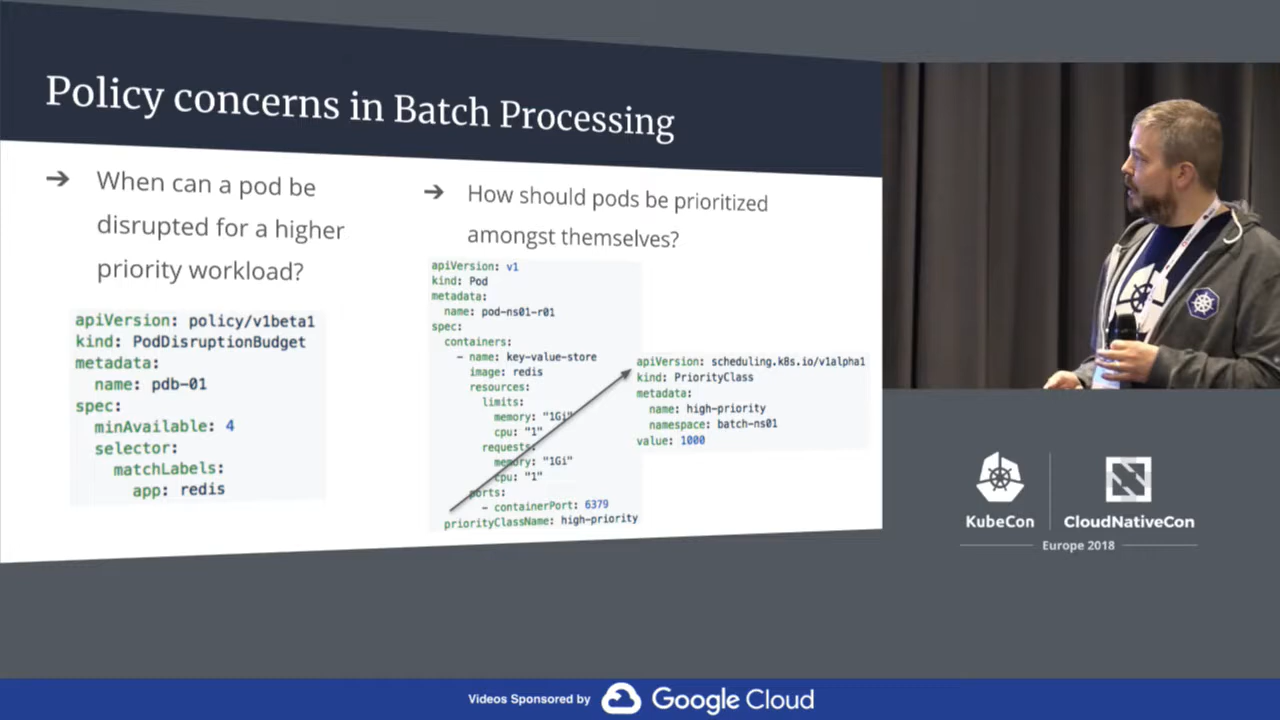 Policy concerns in Batch Processing
→ When can a pod be
disrupted for a higher
priority workload?
apiVersion: policy/v1beta1
kind: PodDisruptionBudget
metadata:
  name: pdb-01
spec:
  minAvailable: 4
  selector:
    matchLabels:
      app: redis
→ How should pods be prioritized
amongst themselves?
apiVersion: v1
kind: Pod
metadata:
  name: pod-ns01-r01
spec:
  containers:
    - name: key-value-store
      image: redis
      resources:
        limits:
          memory: "1Gi"
          cpu: "1"
        requests:
          memory: "1Gi"
          cpu: "1"
      ports:
        - containerPort: 6379
  priorityClassName: high-priority
apiVersion: scheduling.k8s.io/v1alpha1
kind: PriorityClass
metadata:
  name: high-priority
  namespace: batch-ns01
value: 1000
KubeCon
CloudNativeCon
Europe 2018
Videos Sponsored by Google Cloud